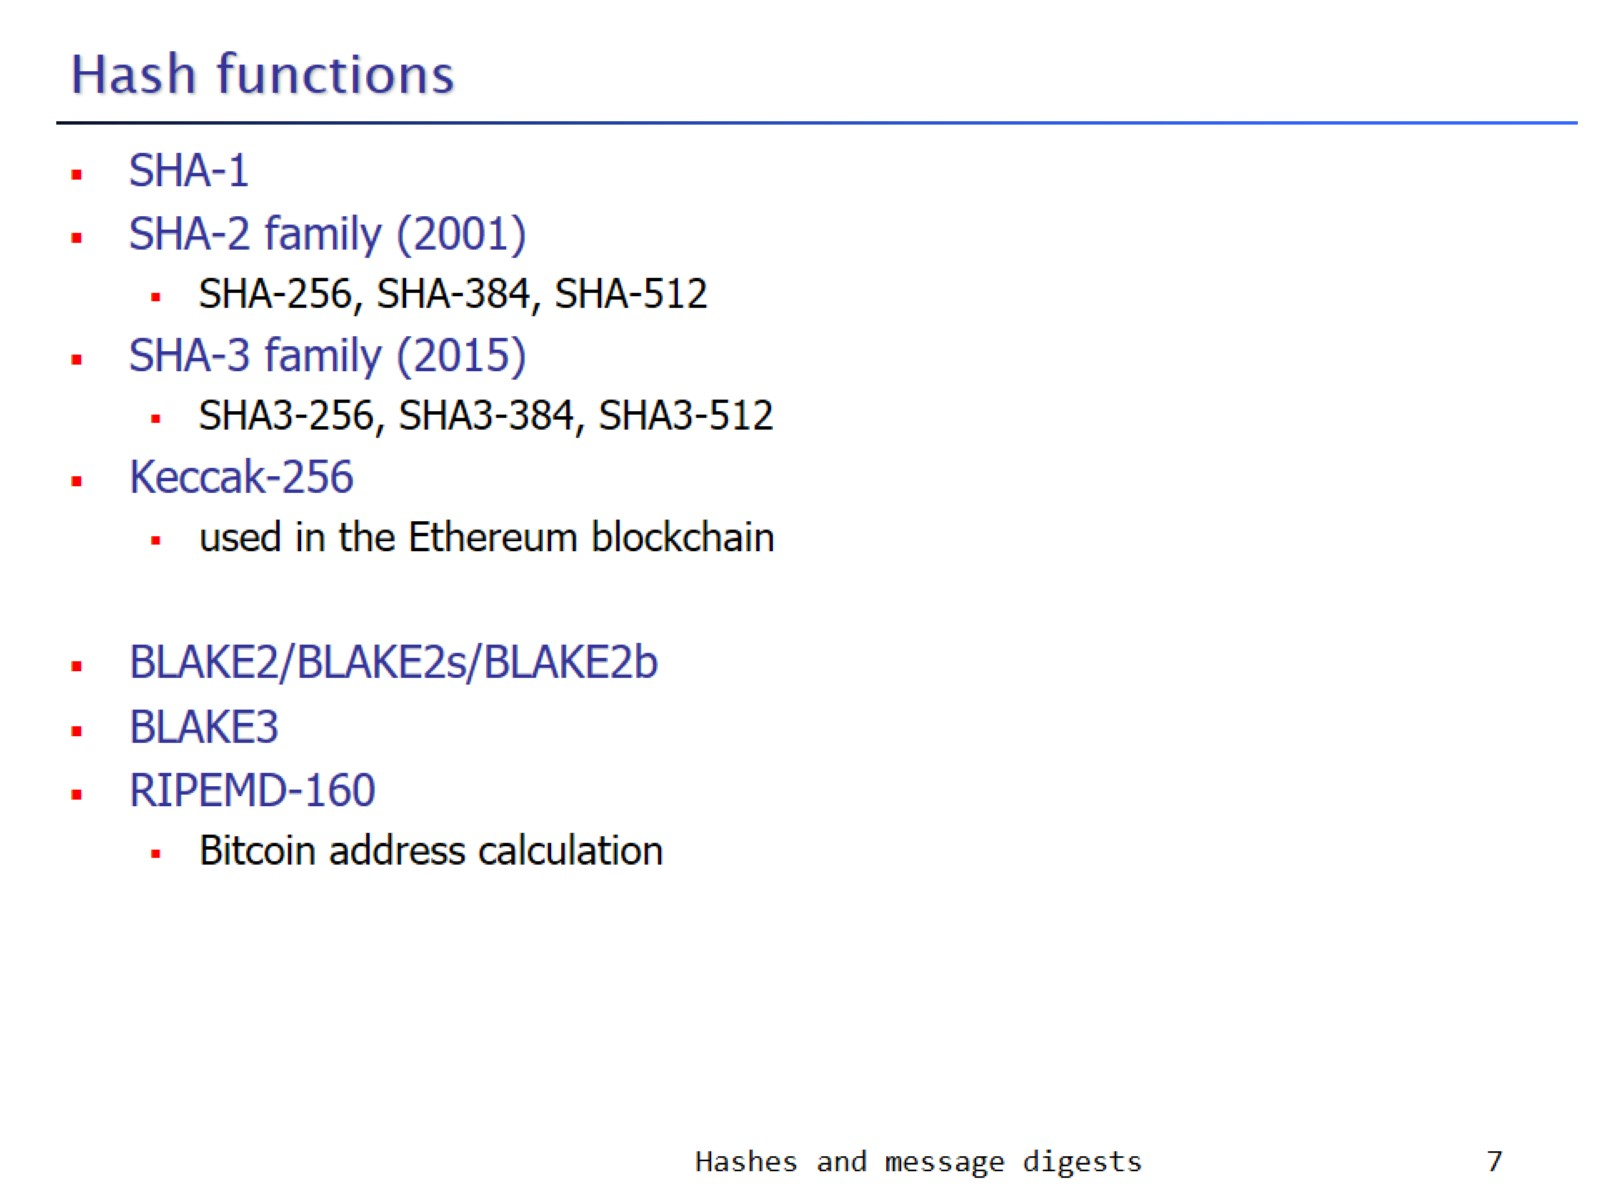 Hash functions
SHA-1
SHA-2 family (2001)
SHA-256, SHA-384, SHA-512
SHA-3 family (2015)
SHA3-256, SHA3-384, SHA3-512
Keccak-256
used in the Ethereum blockchain
BLAKE2/BLAKE2s/BLAKE2b
BLAKE3
RIPEMD-160
Bitcoin address calculation
Hashes and message digests 7